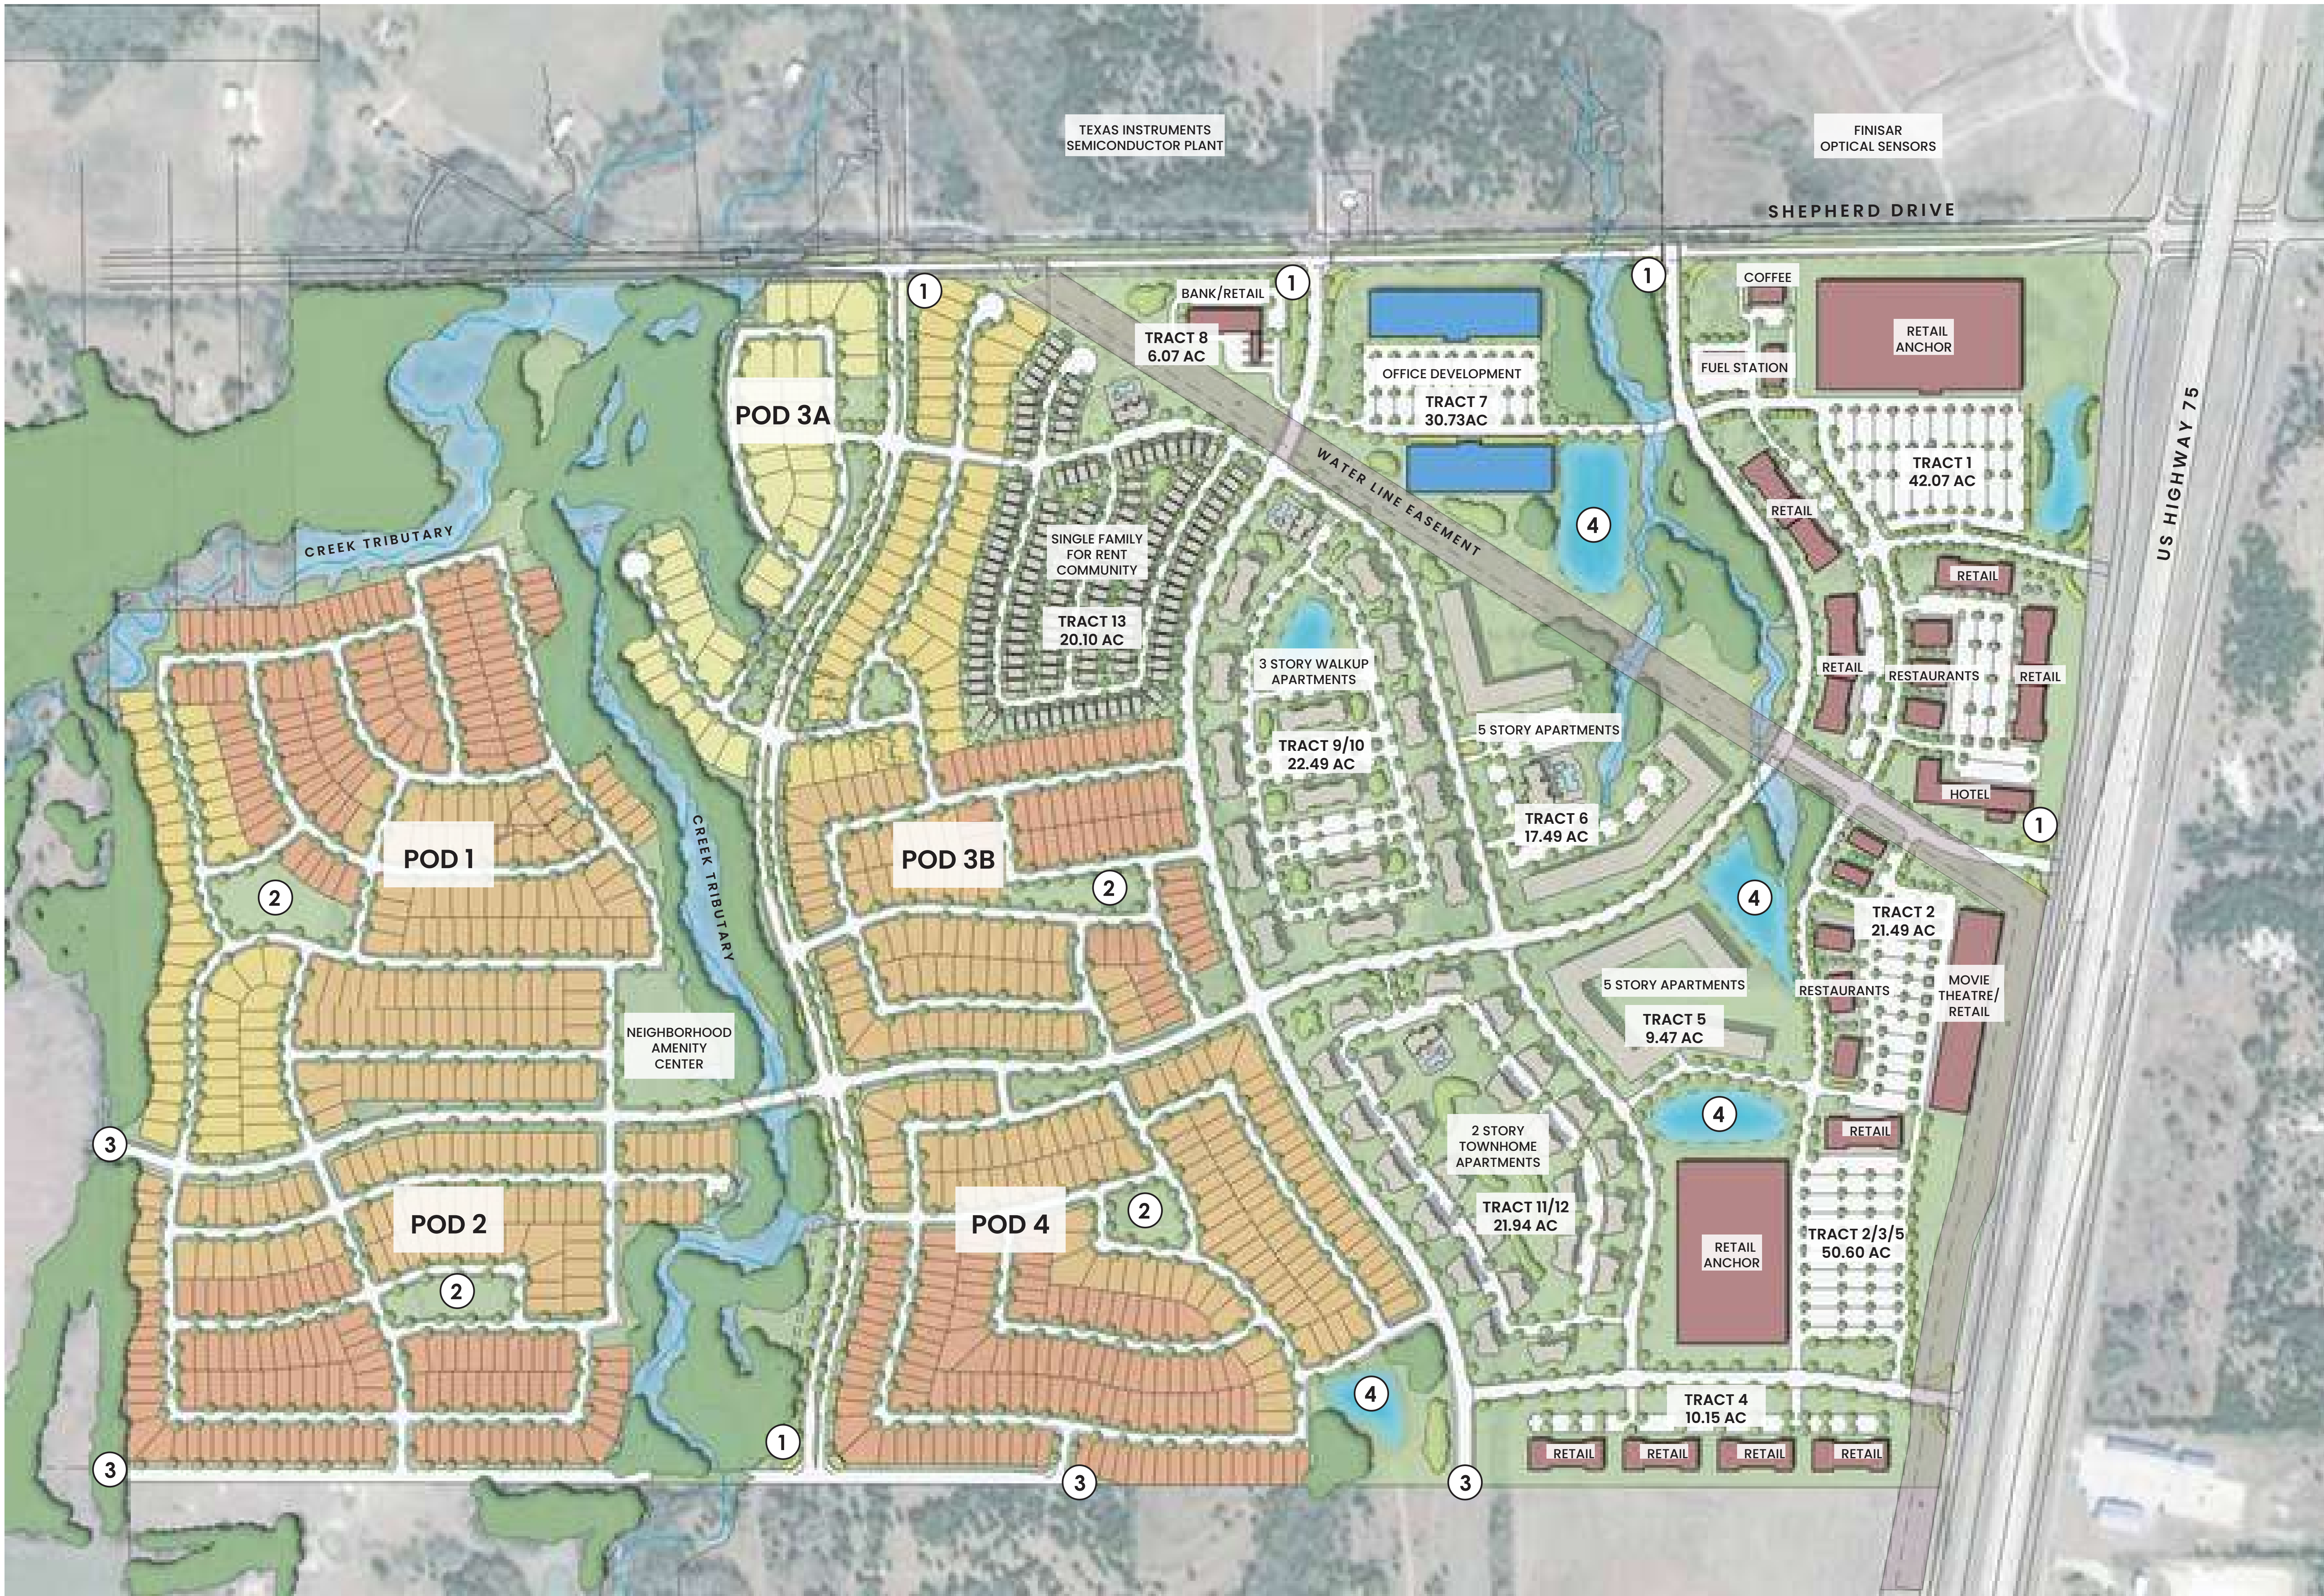 TEXAS INSTRUMENTS
SEMICONDUCTOR PLANT
FINISAR
OPTICAL SENSORS
SHEPHERD DRIVE
US HIGHWAY 75
1
1
1
COFFEE
BANK/RETAIL
TRACT 8
6.07 AC
RETAIL
ANCHOR
FUEL STATION
OFFICE DEVELOPMENT
TRACT 7
30.73AC
POD 3A
WATER LINE EASEMENT
TRACT 1
42.07 AC
RETAIL
4
CREEK TRIBUTARY
SINGLE FAMILY
FOR RENT
COMMUNITY
RETAIL
TRACT 13
20.10 AC
3 STORY WALKUP
APARTMENTS
RETAIL
RESTAURANTS
RETAIL
5 STORY APARTMENTS
TRACT 9/10
22.49 AC
HOTEL
1
TRACT 6
17.49 AC
POD 1
POD 3B
CREEK TRIBUTARY
2
2
4
TRACT 2
21.49 AC
5 STORY APARTMENTS
RESTAURANTS
MOVIE
THEATRE/
RETAIL
NEIGHBORHOOD
AMENITY
CENTER
TRACT 5
9.47 AC
4
3
2 STORY
TOWNHOME
APARTMENTS
RETAIL
POD 2
POD 4
2
TRACT 11/12
21.94 AC
RETAIL
ANCHOR
TRACT 2/3/5
50.60 AC
2
4
TRACT 4
10.15 AC
1
RETAIL
RETAIL
RETAIL
RETAIL
3
3
3